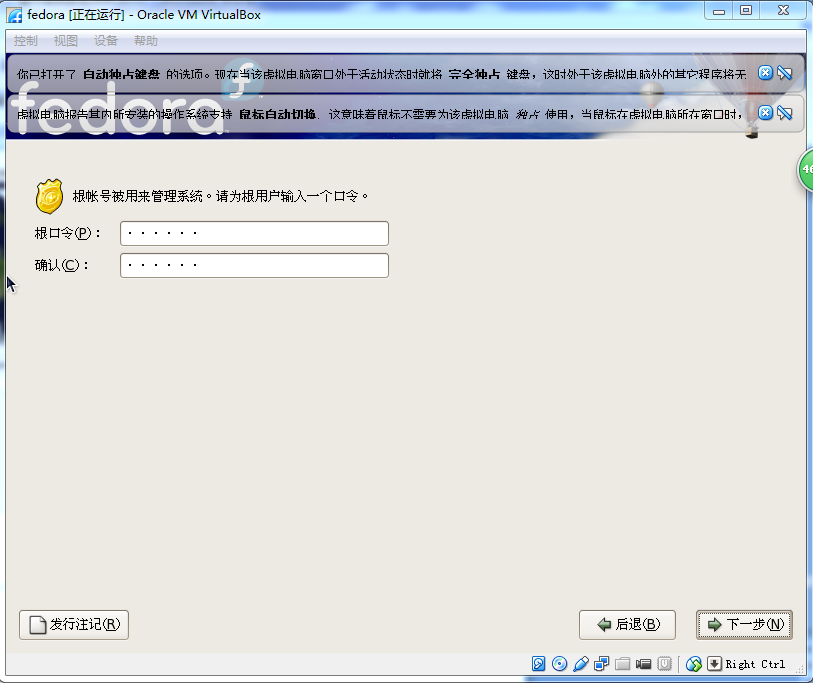 fedora [正在运行] - Oracle VM VirtualBox
控制 视图 设备 帮助
你已打开了 自动独占键盘 的选项。现在当该虚拟电脑窗口处于活动状态时就将 完全独占 键盘，这时处于该虚拟电脑外的其它程序将无
fedora
虚拟电脑报告其内所安装的操作系统支持 鼠标自动切换. 这意味着鼠标不需要为该虚拟电脑 独占 使用，当鼠标在虚拟电脑所在窗口时，
46
根帐号被用来管理系统。请为根用户输入一个口令。
根口令(P)： ······
确认(C)： ······
发行注记(R) 后退(B) 下一步(N)
Right Ctrl